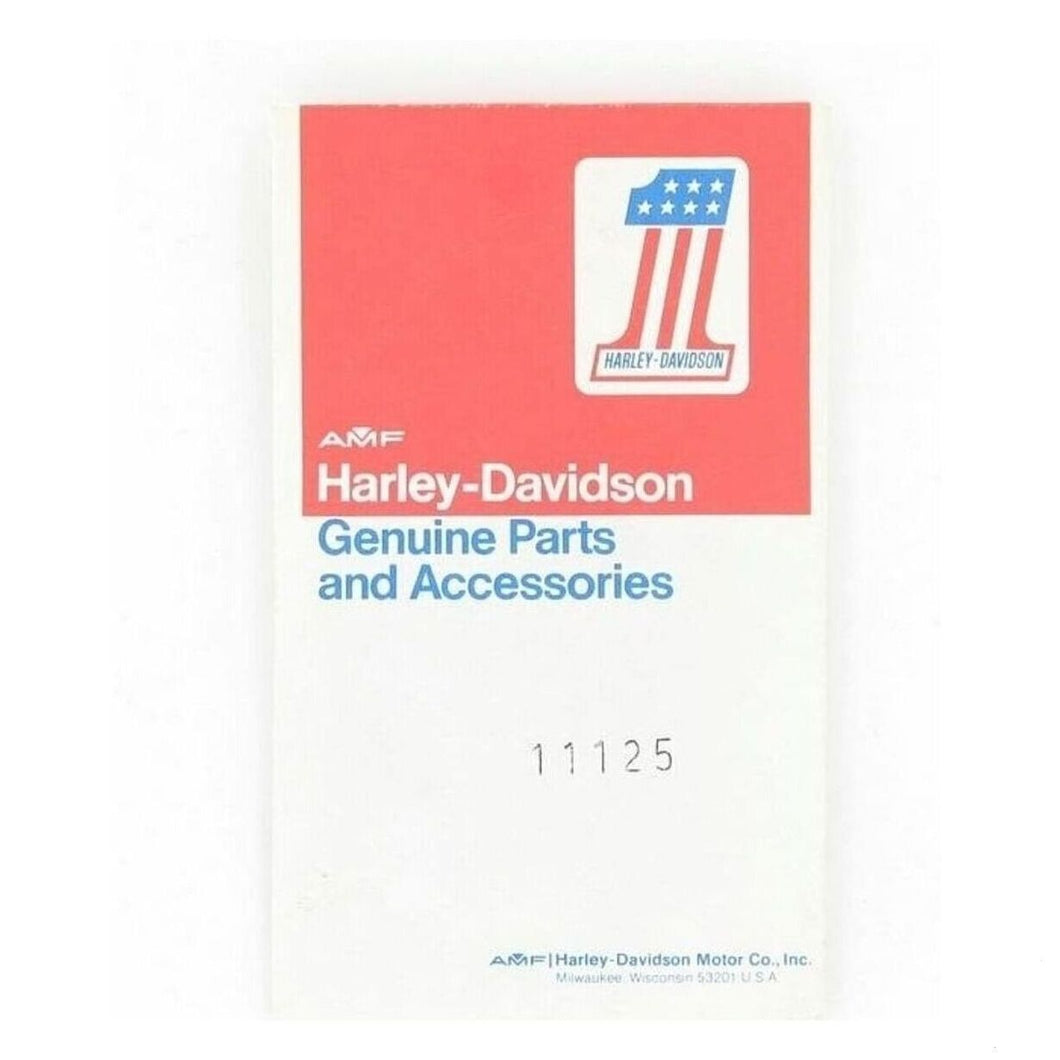 1
HARLEY-DAVIDSON
AMF
Harley-Davidson
Genuine Parts
and Accessories
11125
AMF | Harley-Davidson Motor Co., Inc.
Milwaukee, Wisconsin 53201 U.S.A.